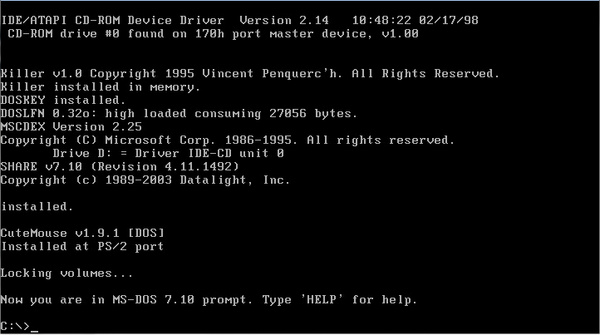 IDE/ATAPI CD-ROM Device Driver  Version 2.14   10:48:22 02/17/98
 CD-ROM drive #0 found on 170h port master device, v1.00
Killer v1.0 Copyright 1995 Vincent Penquerc'h. All Rights Reserved.
Killer installed in memory.
DOSKEY installed.
DOSLFN 0.32o: high loaded consuming 27056 bytes.
MSCDEX Version 2.25
Copyright (C) Microsoft Corp. 1986-1995. All rights reserved.
        Drive D: = Driver IDE-CD unit 0
SHARE v7.10 (Revision 4.11.1492)
Copyright (c) 1989-2003 Datalight, Inc.
installed.
CuteMouse v1.9.1 [DOS]
Installed at PS/2 port
Locking volumes...
Now you are in MS-DOS 7.10 prompt. Type 'HELP' for help.
C:\>_